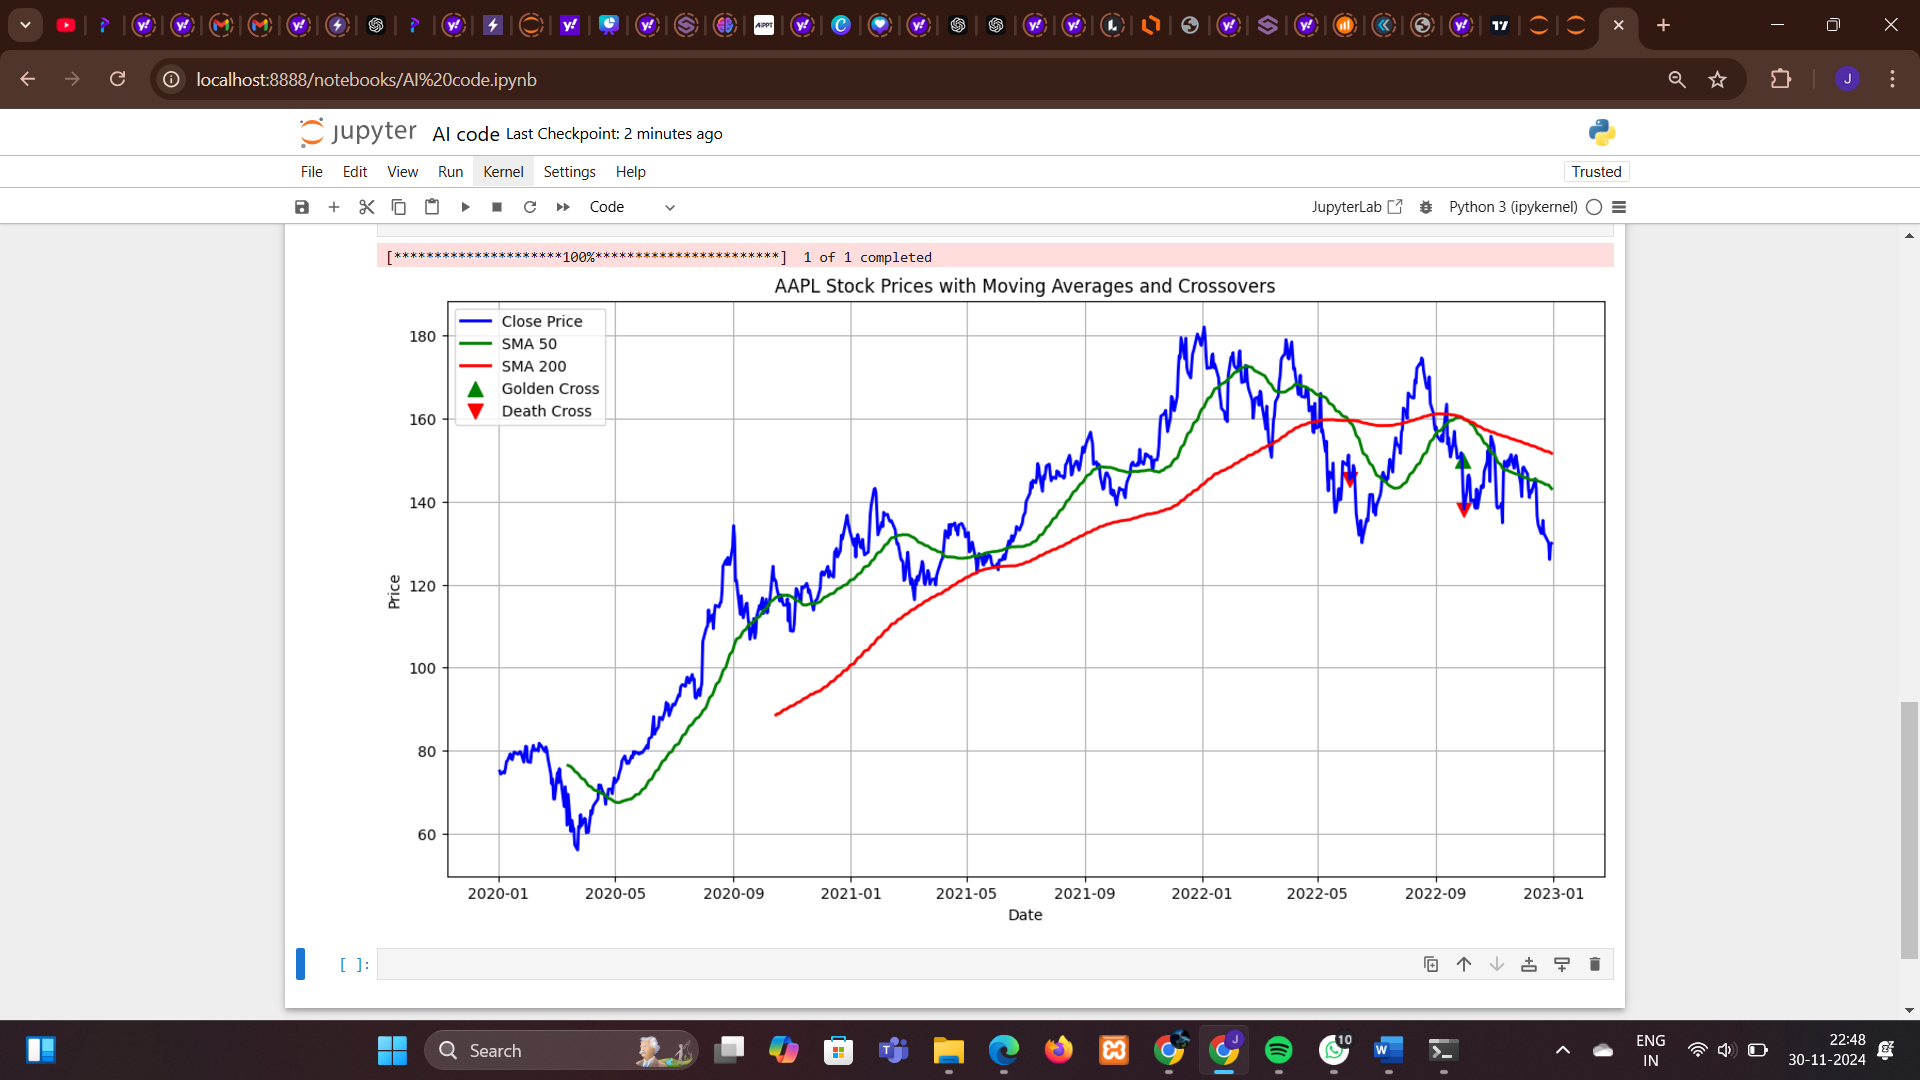 localhost:8888/notebooks/AI%20code.ipynb
J
jupyter AI code Last Checkpoint: 2 minutes ago
File Edit View Run Kernel Settings Help
Trusted
Code
JupyterLab
Python 3 (ipykernel)
[*********************100%***********************]  1 of 1 completed
AAPL Stock Prices with Moving Averages and Crossovers
Close Price
SMA 50
SMA 200
Golden Cross
Death Cross
180
160
140
120
100
80
60
Price
2020-01 2020-05 2020-09 2021-01 2021-05 2021-09 2022-01 2022-05 2022-09 2023-01
Date
[ ]:
Search
10
ENG
IN
22:48
30-11-2024